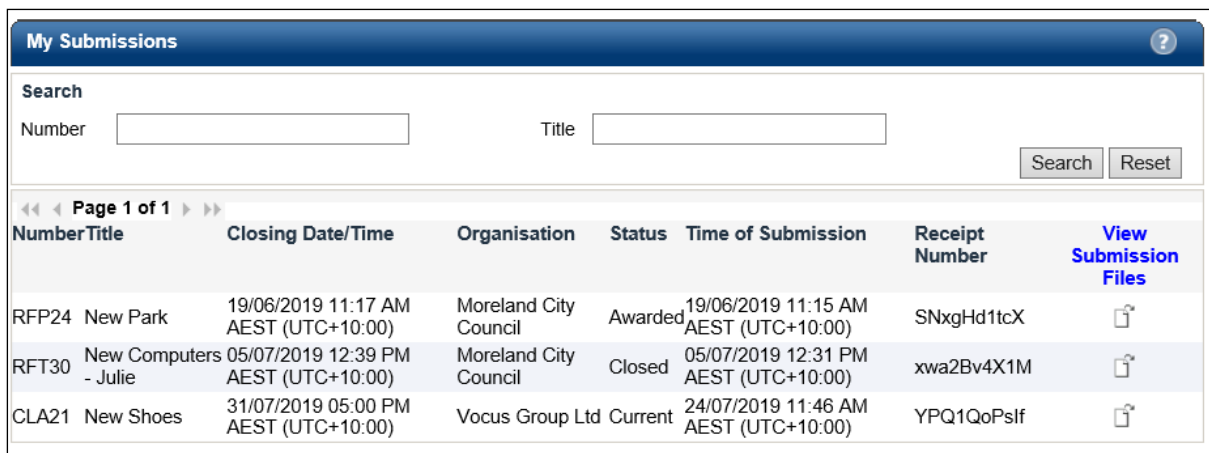 My Submissions ?
Search
Number Title
Search Reset
Page 1 of 1
Number Title Closing Date/Time Organisation Status Time of Submission Receipt Number View Submission Files
RFP24 New Park 19/06/2019 11:17 AM AEST (UTC+10:00) Moreland City Council Awarded 19/06/2019 11:15 AM AEST (UTC+10:00) SNxgHd1tcX
RFT30 New Computers - Julie 05/07/2019 12:39 PM AEST (UTC+10:00) Moreland City Council Closed 05/07/2019 12:31 PM AEST (UTC+10:00) xwa2Bv4X1M
CLA21 New Shoes 31/07/2019 05:00 PM AEST (UTC+10:00) Vocus Group Ltd Current 24/07/2019 11:46 AM AEST (UTC+10:00) YPQ1QoPslf